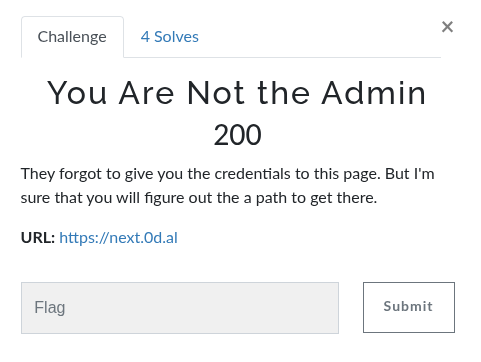 Challenge
4 Solves
×
You Are Not the Admin
200
They forgot to give you the credentials to this page. But I'm
sure that you will figure out the a path to get there.
URL: https://next.0d.al
Flag
Submit